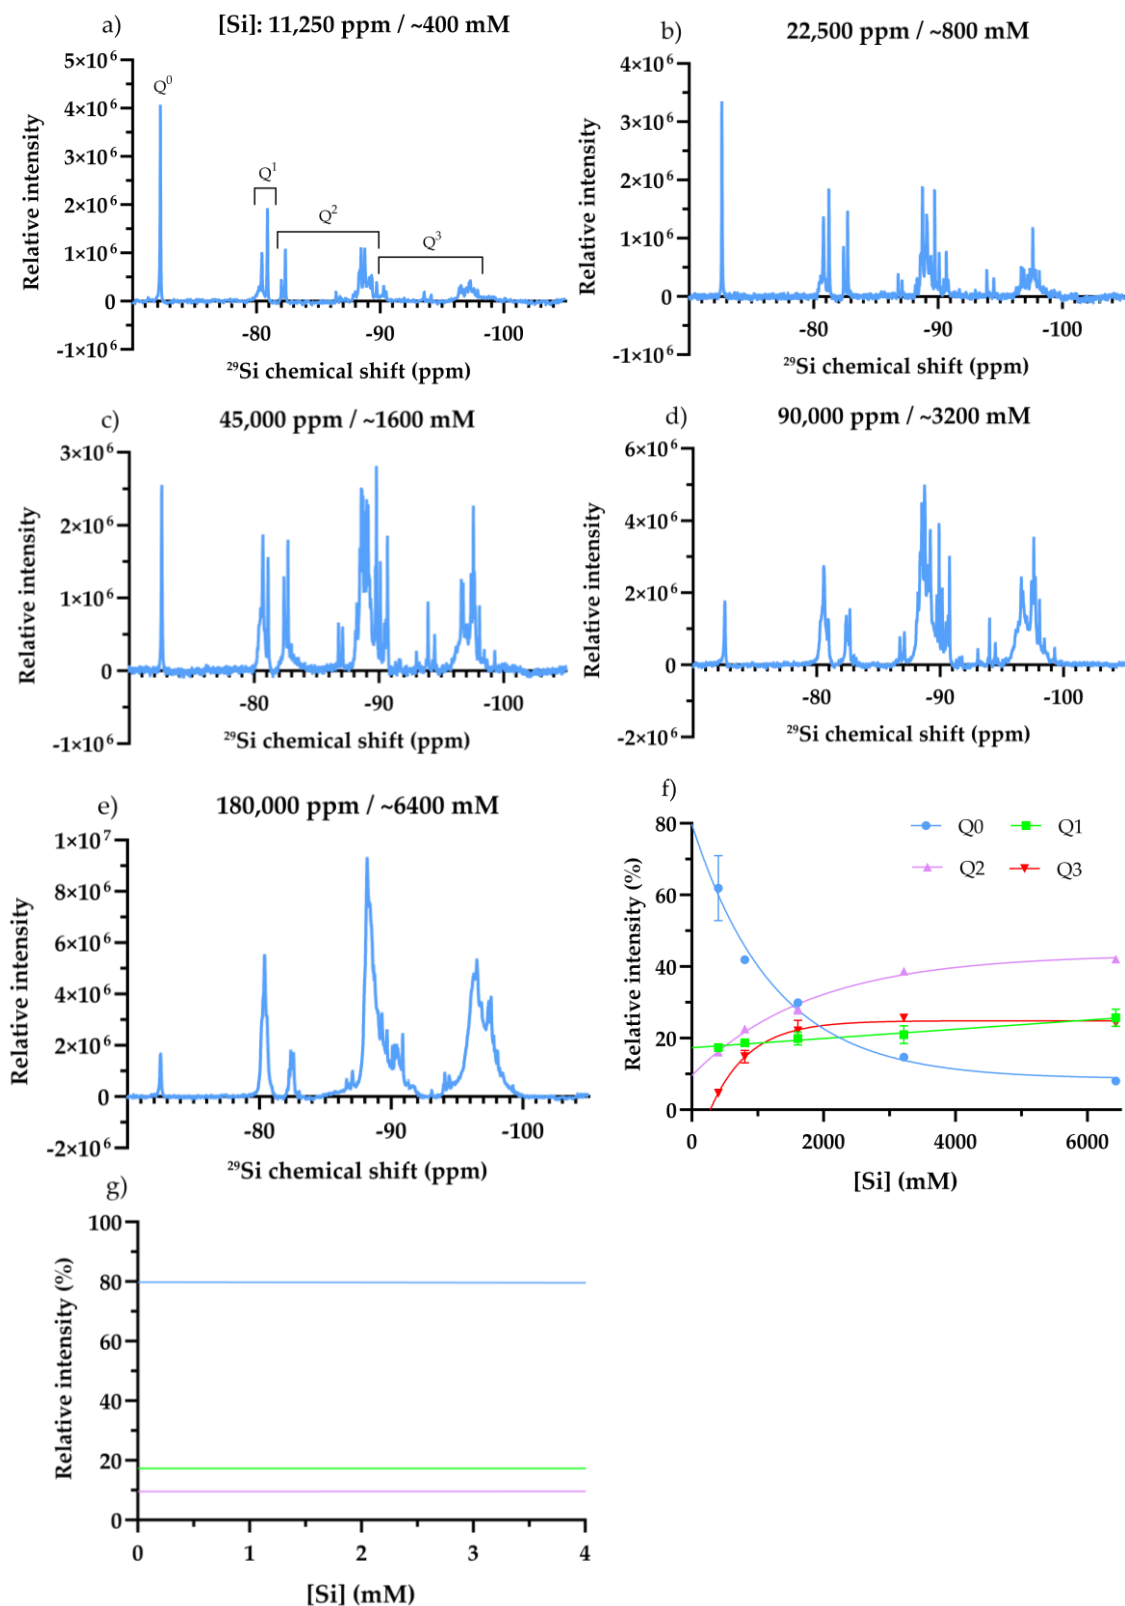 a) [Si]: 11,250 ppm / ~400 mM
5×10⁶
4×10⁶
3×10⁶
2×10⁶
1×10⁶
0
-1×10⁶
Relative intensity
Q⁰
Q¹
Q²
Q³
-80 -90 -100
²⁹Si chemical shift (ppm)
b) 22,500 ppm / ~800 mM
4×10⁶
3×10⁶
2×10⁶
1×10⁶
0
-1×10⁶
Relative intensity
-80 -90 -100
²⁹Si chemical shift (ppm)
c) 45,000 ppm / ~1600 mM
3×10⁶
2×10⁶
1×10⁶
0
-1×10⁶
Relative intensity
-80 -90 -100
²⁹Si chemical shift (ppm)
d) 90,000 ppm / ~3200 mM
6×10⁶
4×10⁶
2×10⁶
0
-2×10⁶
Relative intensity
-80 -90 -100
²⁹Si chemical shift (ppm)
e) 180,000 ppm / ~6400 mM
1×10⁷
8×10⁶
6×10⁶
4×10⁶
2×10⁶
0
-2×10⁶
Relative intensity
-80 -90 -100
²⁹Si chemical shift (ppm)
f)
80
60
40
20
0
Relative intensity (%)
Q0 Q1
Q2 Q3
0 2000 4000 6000
[Si] (mM)
g)
100
80
60
40
20
0
Relative intensity (%)
0 1 2 3 4
[Si] (mM)